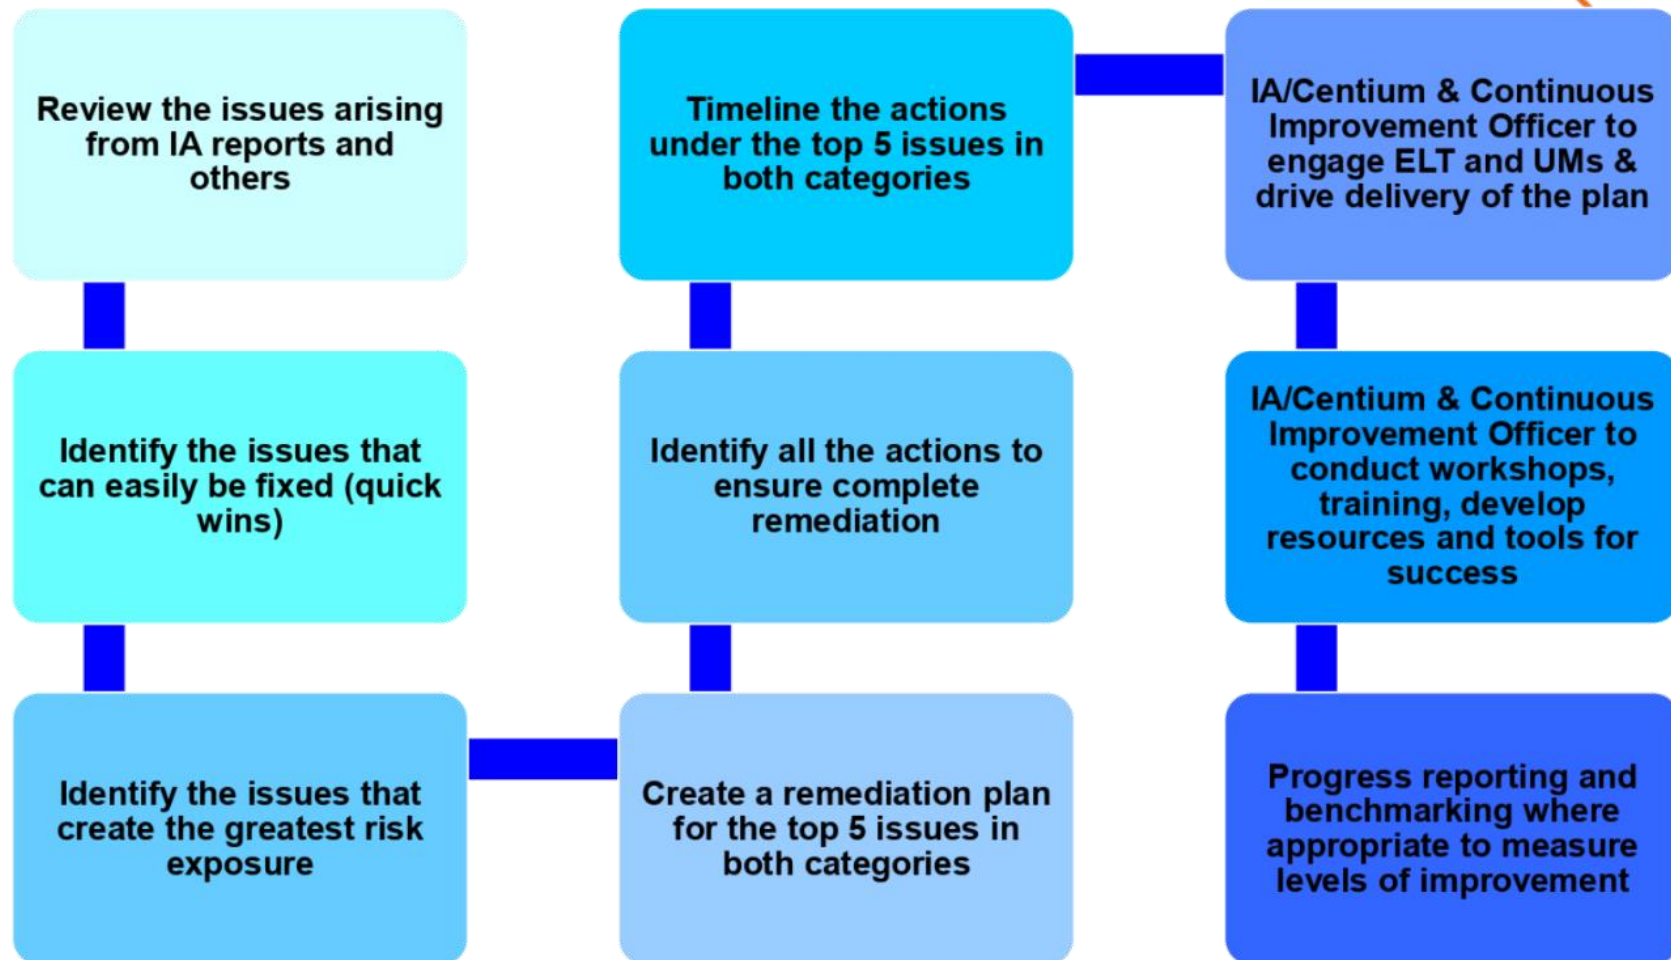 Review the issues arising
from IA reports and
others
Identify the issues that
can easily be fixed (quick
wins)
Identify the issues that
create the greatest risk
exposure
Create a remediation plan
for the top 5 issues in
both categories
Identify all the actions to
ensure complete
remediation
Timeline the actions
under the top 5 issues in
both categories
IA/Centium & Continuous
Improvement Officer to
engage ELT and UMs &
drive delivery of the plan
IA/Centium & Continuous
Improvement Officer to
conduct workshops,
training, develop
resources and tools for
success
Progress reporting and
benchmarking where
appropriate to measure
levels of improvement